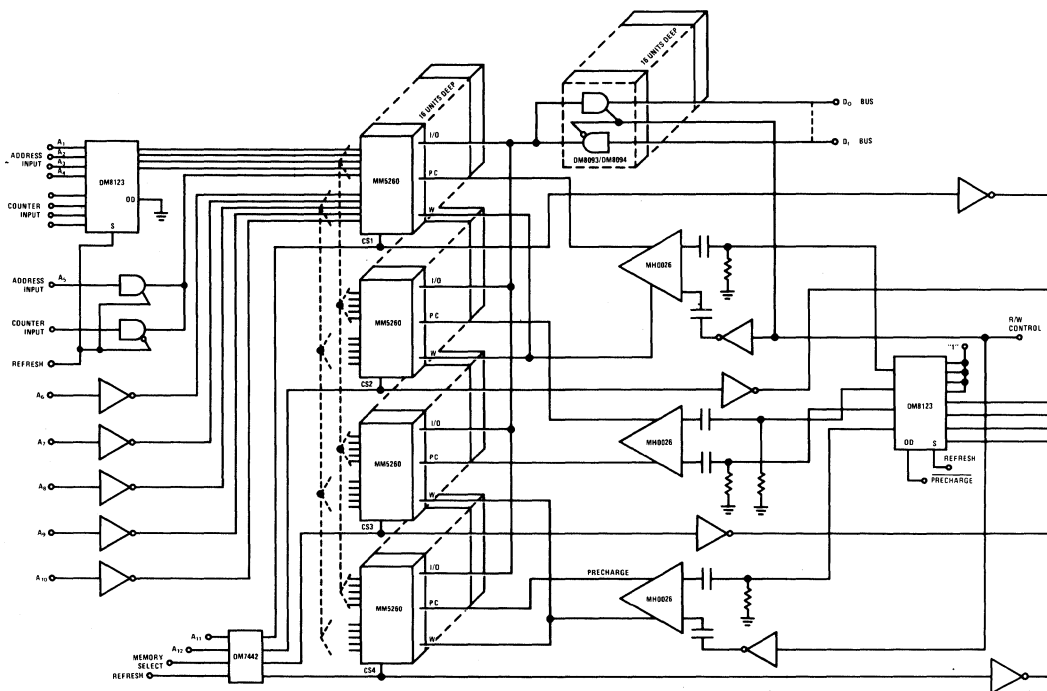 16 UNITS DEEP
16 UNITS DEEP
DM8093/DM8094
D₀ BUS
D₁ BUS
A₁
A₂
A₃
A₄
ADDRESS
INPUT
DM8123
OD
S
COUNTER
INPUT
ADDRESS
INPUT
A₅
COUNTER
INPUT
REFRESH
A₆
A₇
A₈
A₉
A₁₀
A₁₁
A₁₂
MEMORY
SELECT
REFRESH
DM7442
MM5260
I/O
PC
W
CS1
MM5260
I/O
PC
W
CS2
MM5260
I/O
PC
W
CS3
MM5260
I/O
PC
W
CS4
PRECHARGE
MH0026
MH0026
MH0026
R/W
CONTROL
"1"
DM8123
OD
S
REFRESH
PRECHARGE